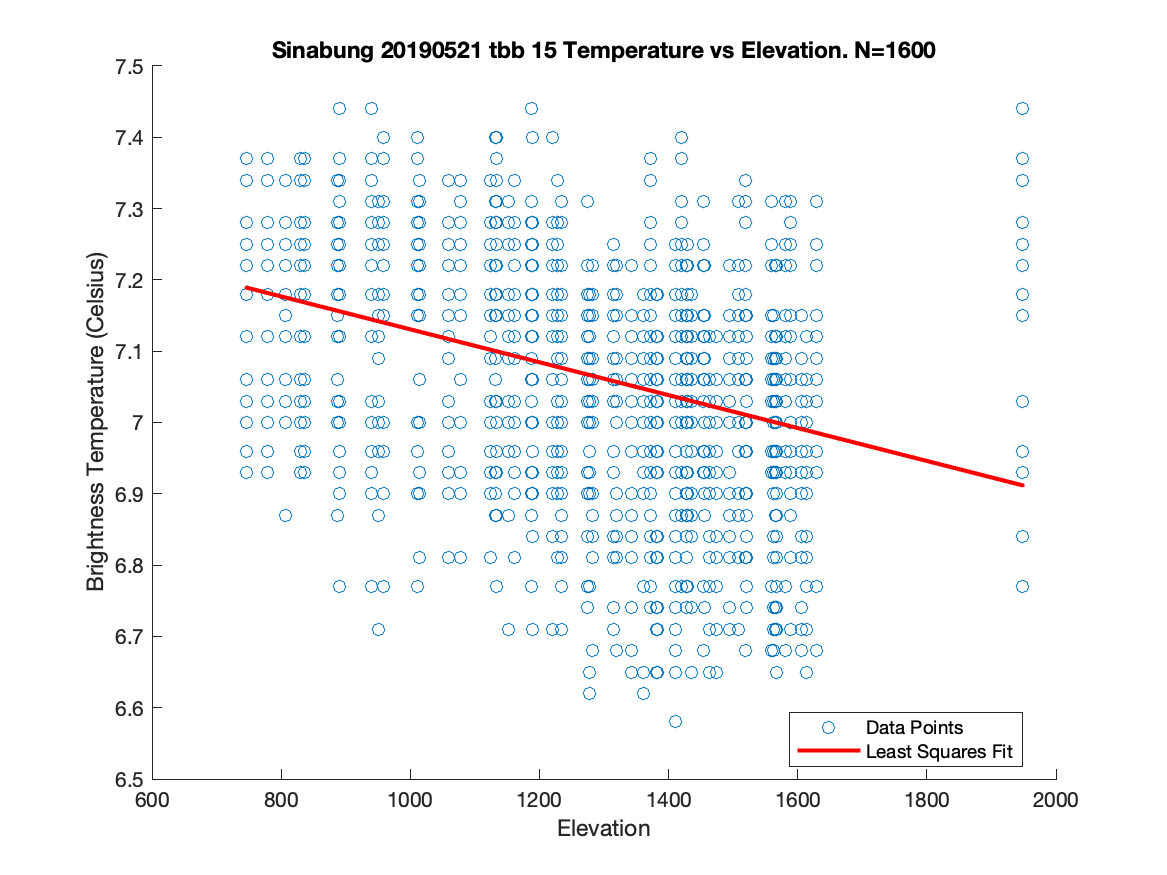 Sinabung 20190521 tbb 15 Temperature vs Elevation. N=1600
7.5
7.4
7.3
7.2
7.1
7
6.9
6.8
6.7
6.6
6.5
Brightness Temperature (Celsius)
600 800 1000 1200 1400 1600 1800 2000
Elevation
Data Points
Least Squares Fit